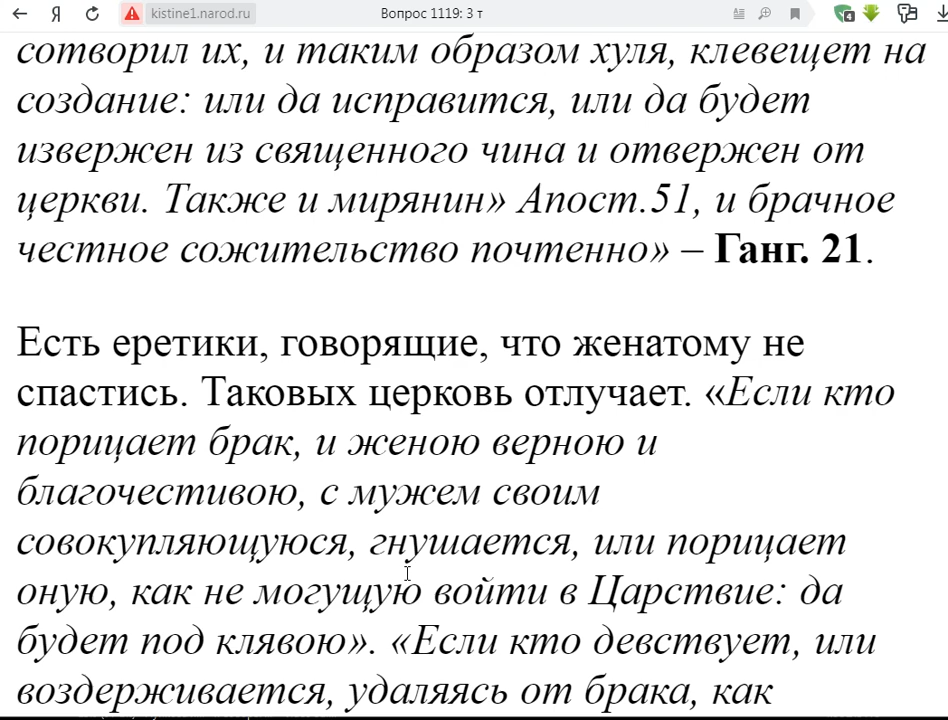 kistine1.narod.ru
Вопрос 1119: 3 т
4
сотворил их, и таким образом хуля, клевещет на
создание: или да исправится, или да будет
извержен из священного чина и отвержен от
церкви. Также и мирянин» Апост.51, и брачное
честное сожительство почтенно» – Ганг. 21.
Есть еретики, говорящие, что женатому не
спастись. Таковых церковь отлучает. «Если кто
порицает брак, и женою верною и
благочестивою, с мужем своим
совокупляющуюся, гнушается, или порицает
оную, как не могущую войти в Царствие: да
будет под клявою». «Если кто девствует, или
воздерживается, удаляясь от брака, как